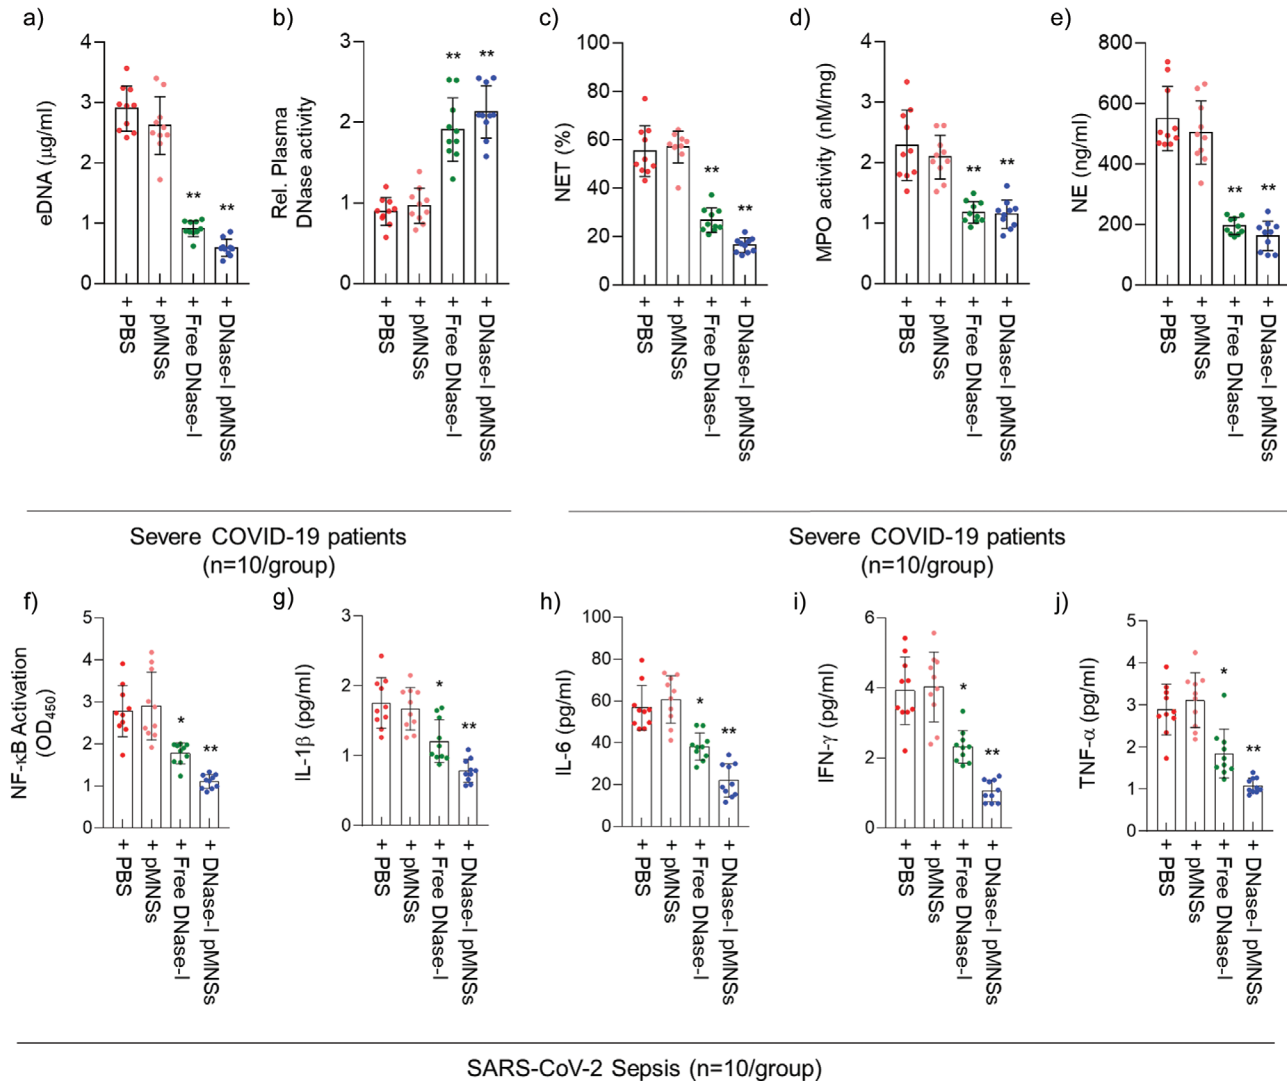 a)
eDNA (µg/ml)
4
3
2
1
0
**
**
+ PBS
+ pMNSs
+ Free DNase-I
+ DNase-I pMNSs
b)
Rel. Plasma
DNase activity
3
2
1
0
**
**
+ PBS
+ pMNSs
+ Free DNase-I
+ DNase-I pMNSs
c)
NET (%)
100
80
60
40
20
0
**
**
+ PBS
+ pMNSs
+ Free DNase-I
+ DNase-I pMNSs
d)
MPO activity (nM/mg)
4
3
2
1
0
**
**
+ PBS
+ pMNSs
+ Free DNase-I
+ DNase-I pMNSs
e)
NE (ng/ml)
800
600
400
200
0
**
**
+ PBS
+ pMNSs
+ Free DNase-I
+ DNase-I pMNSs
Severe COVID-19 patients
(n=10/group)
Severe COVID-19 patients
(n=10/group)
f)
NF-κB Activation
(OD450)
5
4
3
2
1
0
*
**
+ PBS
+ pMNSs
+ Free DNase-I
+ DNase-I pMNSs
g)
IL-1β (pg/ml)
3
2
1
0
*
**
+ PBS
+ pMNSs
+ Free DNase-I
+ DNase-I pMNSs
h)
IL-6 (pg/ml)
100
80
60
40
20
0
*
**
+ PBS
+ pMNSs
+ Free DNase-I
+ DNase-I pMNSs
i)
IFN-γ (pg/ml)
6
4
2
0
*
**
+ PBS
+ pMNSs
+ Free DNase-I
+ DNase-I pMNSs
j)
TNF-α (pg/ml)
5
4
3
2
1
0
*
**
+ PBS
+ pMNSs
+ Free DNase-I
+ DNase-I pMNSs
SARS-CoV-2 Sepsis (n=10/group)